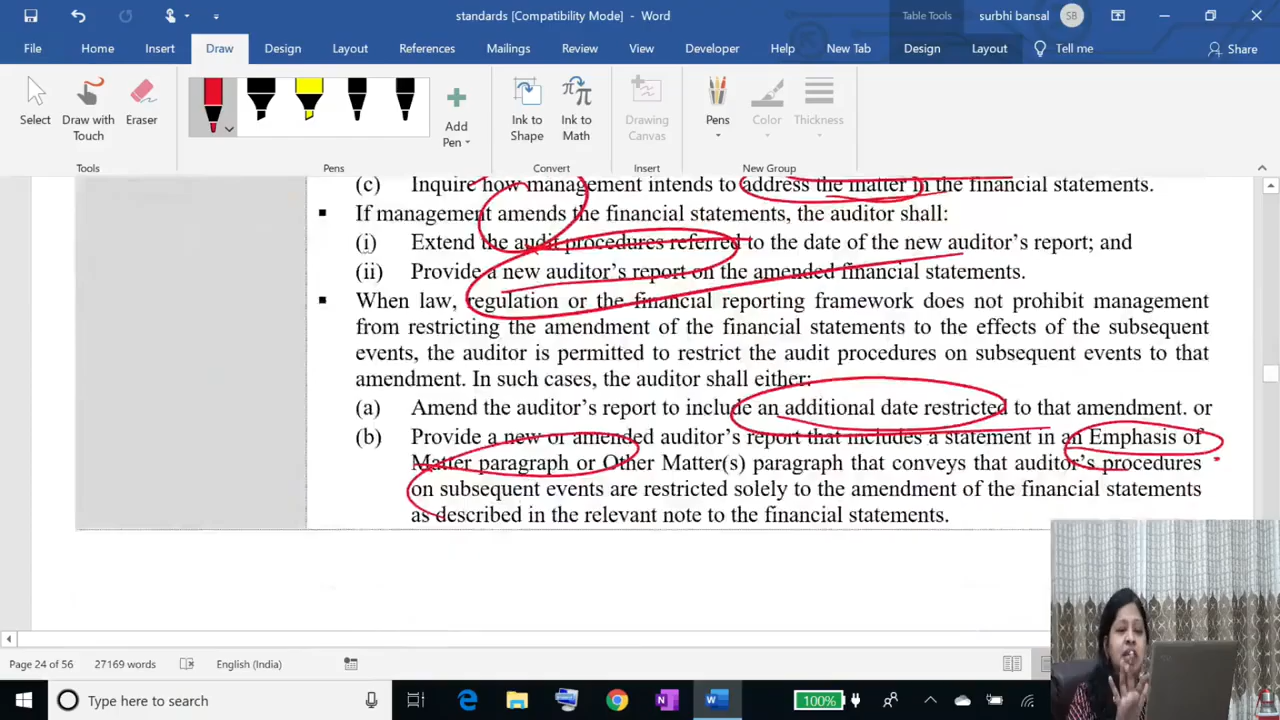 standards [Compatibility Mode] - Word
Table Tools
surbhi bansal SB
File Home Insert Draw Design Layout References Mailings Review View Developer Help New Tab Design Layout Tell me Share
Select
Draw with Touch
Eraser
Add Pen
Ink to Shape
Ink to Math
Drawing Canvas
Pens
Color
Thickness
Tools Pens Convert Insert New Group
(c) Inquire how management intends to address the matter in the financial statements.
▪ If management amends the financial statements, the auditor shall:
(i) Extend the audit procedures referred to the date of the new auditor's report; and
(ii) Provide a new auditor's report on the amended financial statements.
▪ When law, regulation or the financial reporting framework does not prohibit management
from restricting the amendment of the financial statements to the effects of the subsequent
events, the auditor is permitted to restrict the audit procedures on subsequent events to that
amendment. In such cases, the auditor shall either:
(a) Amend the auditor's report to include an additional date restricted to that amendment. or
(b) Provide a new or amended auditor's report that includes a statement in an Emphasis of
Matter paragraph or Other Matter(s) paragraph that conveys that auditor's procedures
on subsequent events are restricted solely to the amendment of the financial statements
as described in the relevant note to the financial statements.
Page 24 of 56 27169 words English (India)
Type here to search
100%